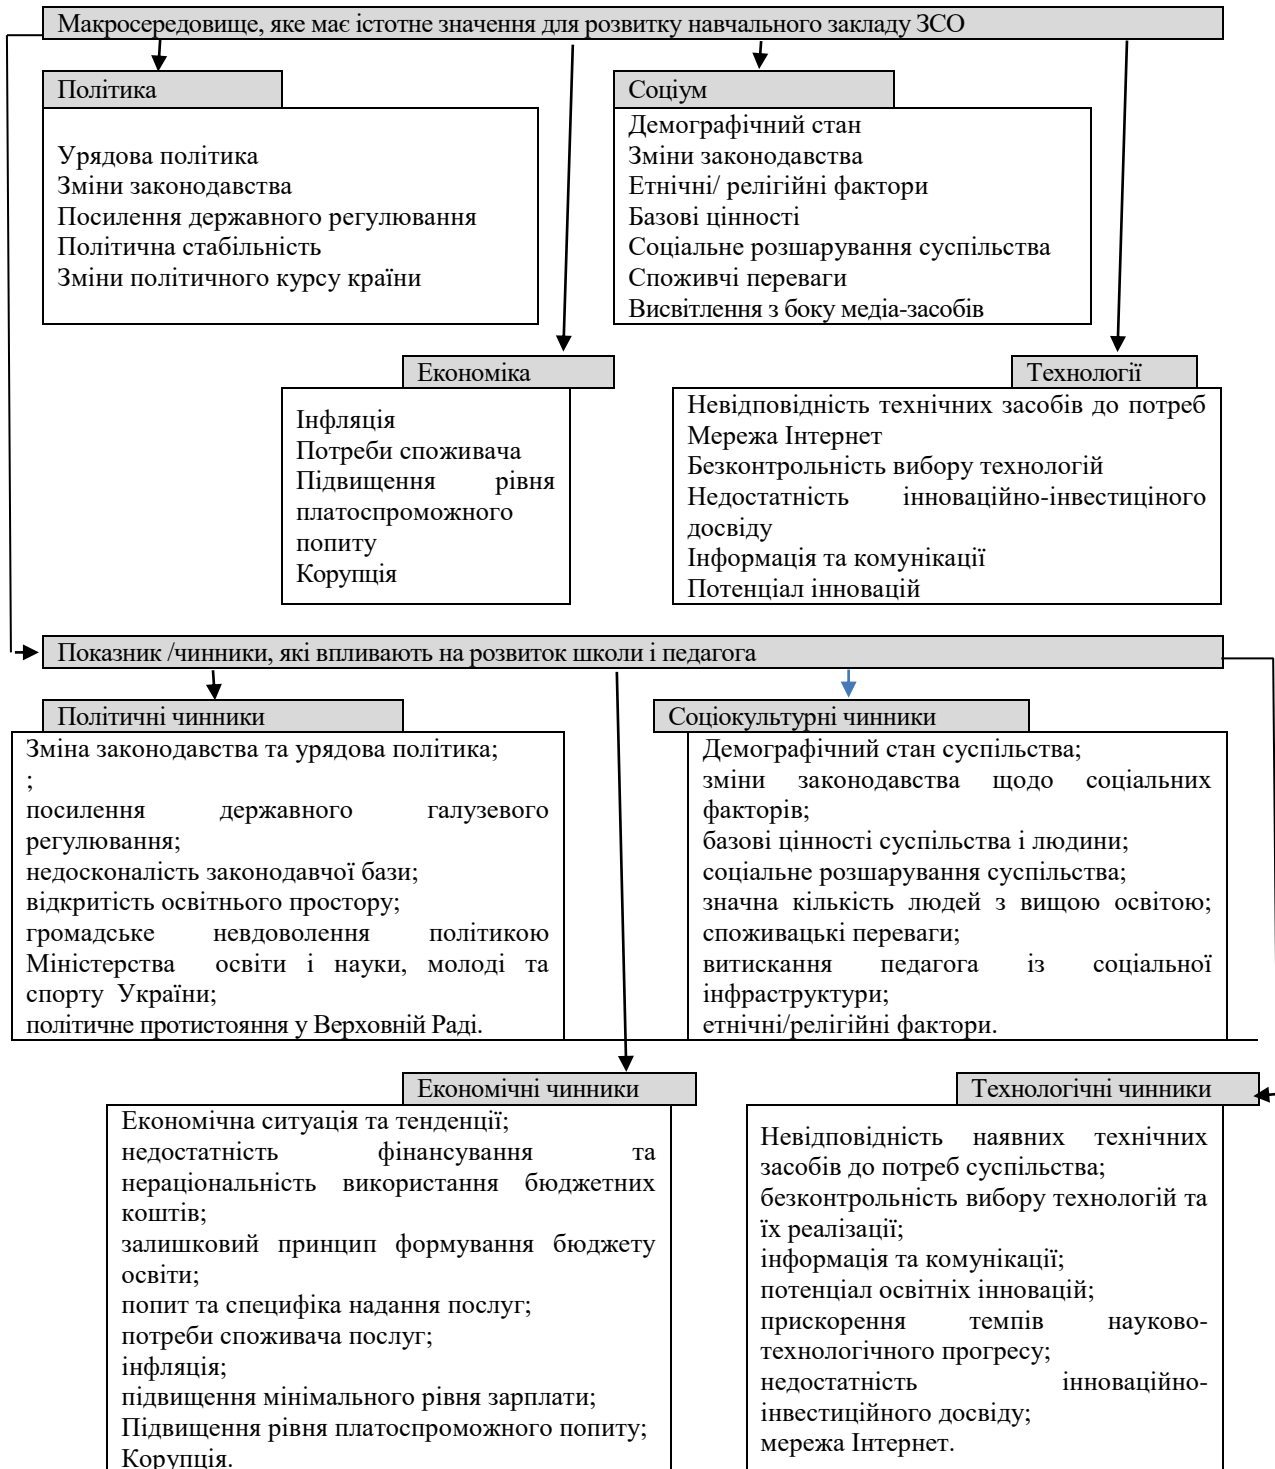 Макросередовище, яке має істотне значення для розвитку навчального закладу ЗСО
Політика
Урядова політика
Зміни законодавства
Посилення державного регулювання
Політична стабільність
Зміни політичного курсу країни
Соціум
Демографічний стан
Зміни законодавства
Етнічні/ релігійні фактори
Базові цінності
Соціальне розшарування суспільства
Споживчі переваги
Висвітлення з боку медіа-засобів
Економіка
Інфляція
Потреби споживача
Підвищення рівня
платоспроможного
попиту
Корупція
Технології
Невідповідність технічних засобів до потреб
Мережа Інтернет
Безконтрольність вибору технологій
Недостатність інноваційно-інвестиціного
досвіду
Інформація та комунікації
Потенціал інновацій
Показник /чинники, які впливають на розвиток школи і педагога
Політичні чинники
Зміна законодавства та урядова політика;
;
посилення державного галузевого
регулювання;
недосконалість законодавчої бази;
відкритість освітнього простору;
громадське невдоволення політикою
Міністерства освіти і науки, молоді та
спорту України;
політичне протистояння у Верховній Раді.
Соціокультурні чинники
Демографічний стан суспільства;
зміни законодавства щодо соціальних
факторів;
базові цінності суспільства і людини;
соціальне розшарування суспільства;
значна кількість людей з вищою освітою;
споживацькі переваги;
витискання педагога із соціальної
інфраструктури;
етнічні/релігійні фактори.
Економічні чинники
Економічна ситуація та тенденції;
недостатність фінансування та
нераціональність використання бюджетних
коштів;
залишковий принцип формування бюджету
освіти;
попит та специфіка надання послуг;
потреби споживача послуг;
інфляція;
підвищення мінімального рівня зарплати;
Підвищення рівня платоспроможного попиту;
Корупція.
Технологічні чинники
Невідповідність наявних технічних
засобів до потреб суспільства;
безконтрольність вибору технологій та
їх реалізації;
інформація та комунікації;
потенціал освітніх інновацій;
прискорення темпів науково-
технологічного прогресу;
недостатність інноваційно-
інвестиційного досвіду;
мережа Інтернет.